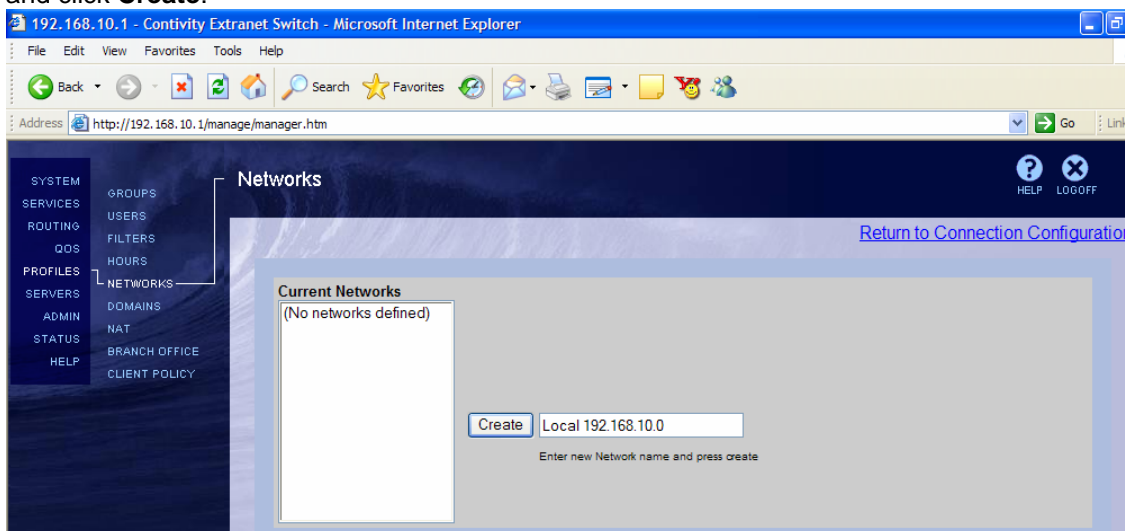 and click Create.
192.168.10.1 - Contivity Extranet Switch - Microsoft Internet Explorer
File Edit View Favorites Tools Help
Back Search Favorites
Address http://192.168.10.1/manage/manager.htm Go Link
SYSTEM
SERVICES
ROUTING
QOS
PROFILES
SERVERS
ADMIN
STATUS
HELP
GROUPS
USERS
FILTERS
HOURS
NETWORKS
DOMAINS
NAT
BRANCH OFFICE
CLIENT POLICY
Networks
HELP LOGOFF
Return to Connection Configuration
Current Networks
(No networks defined)
Create Local 192.168.10.0
Enter new Network name and press create